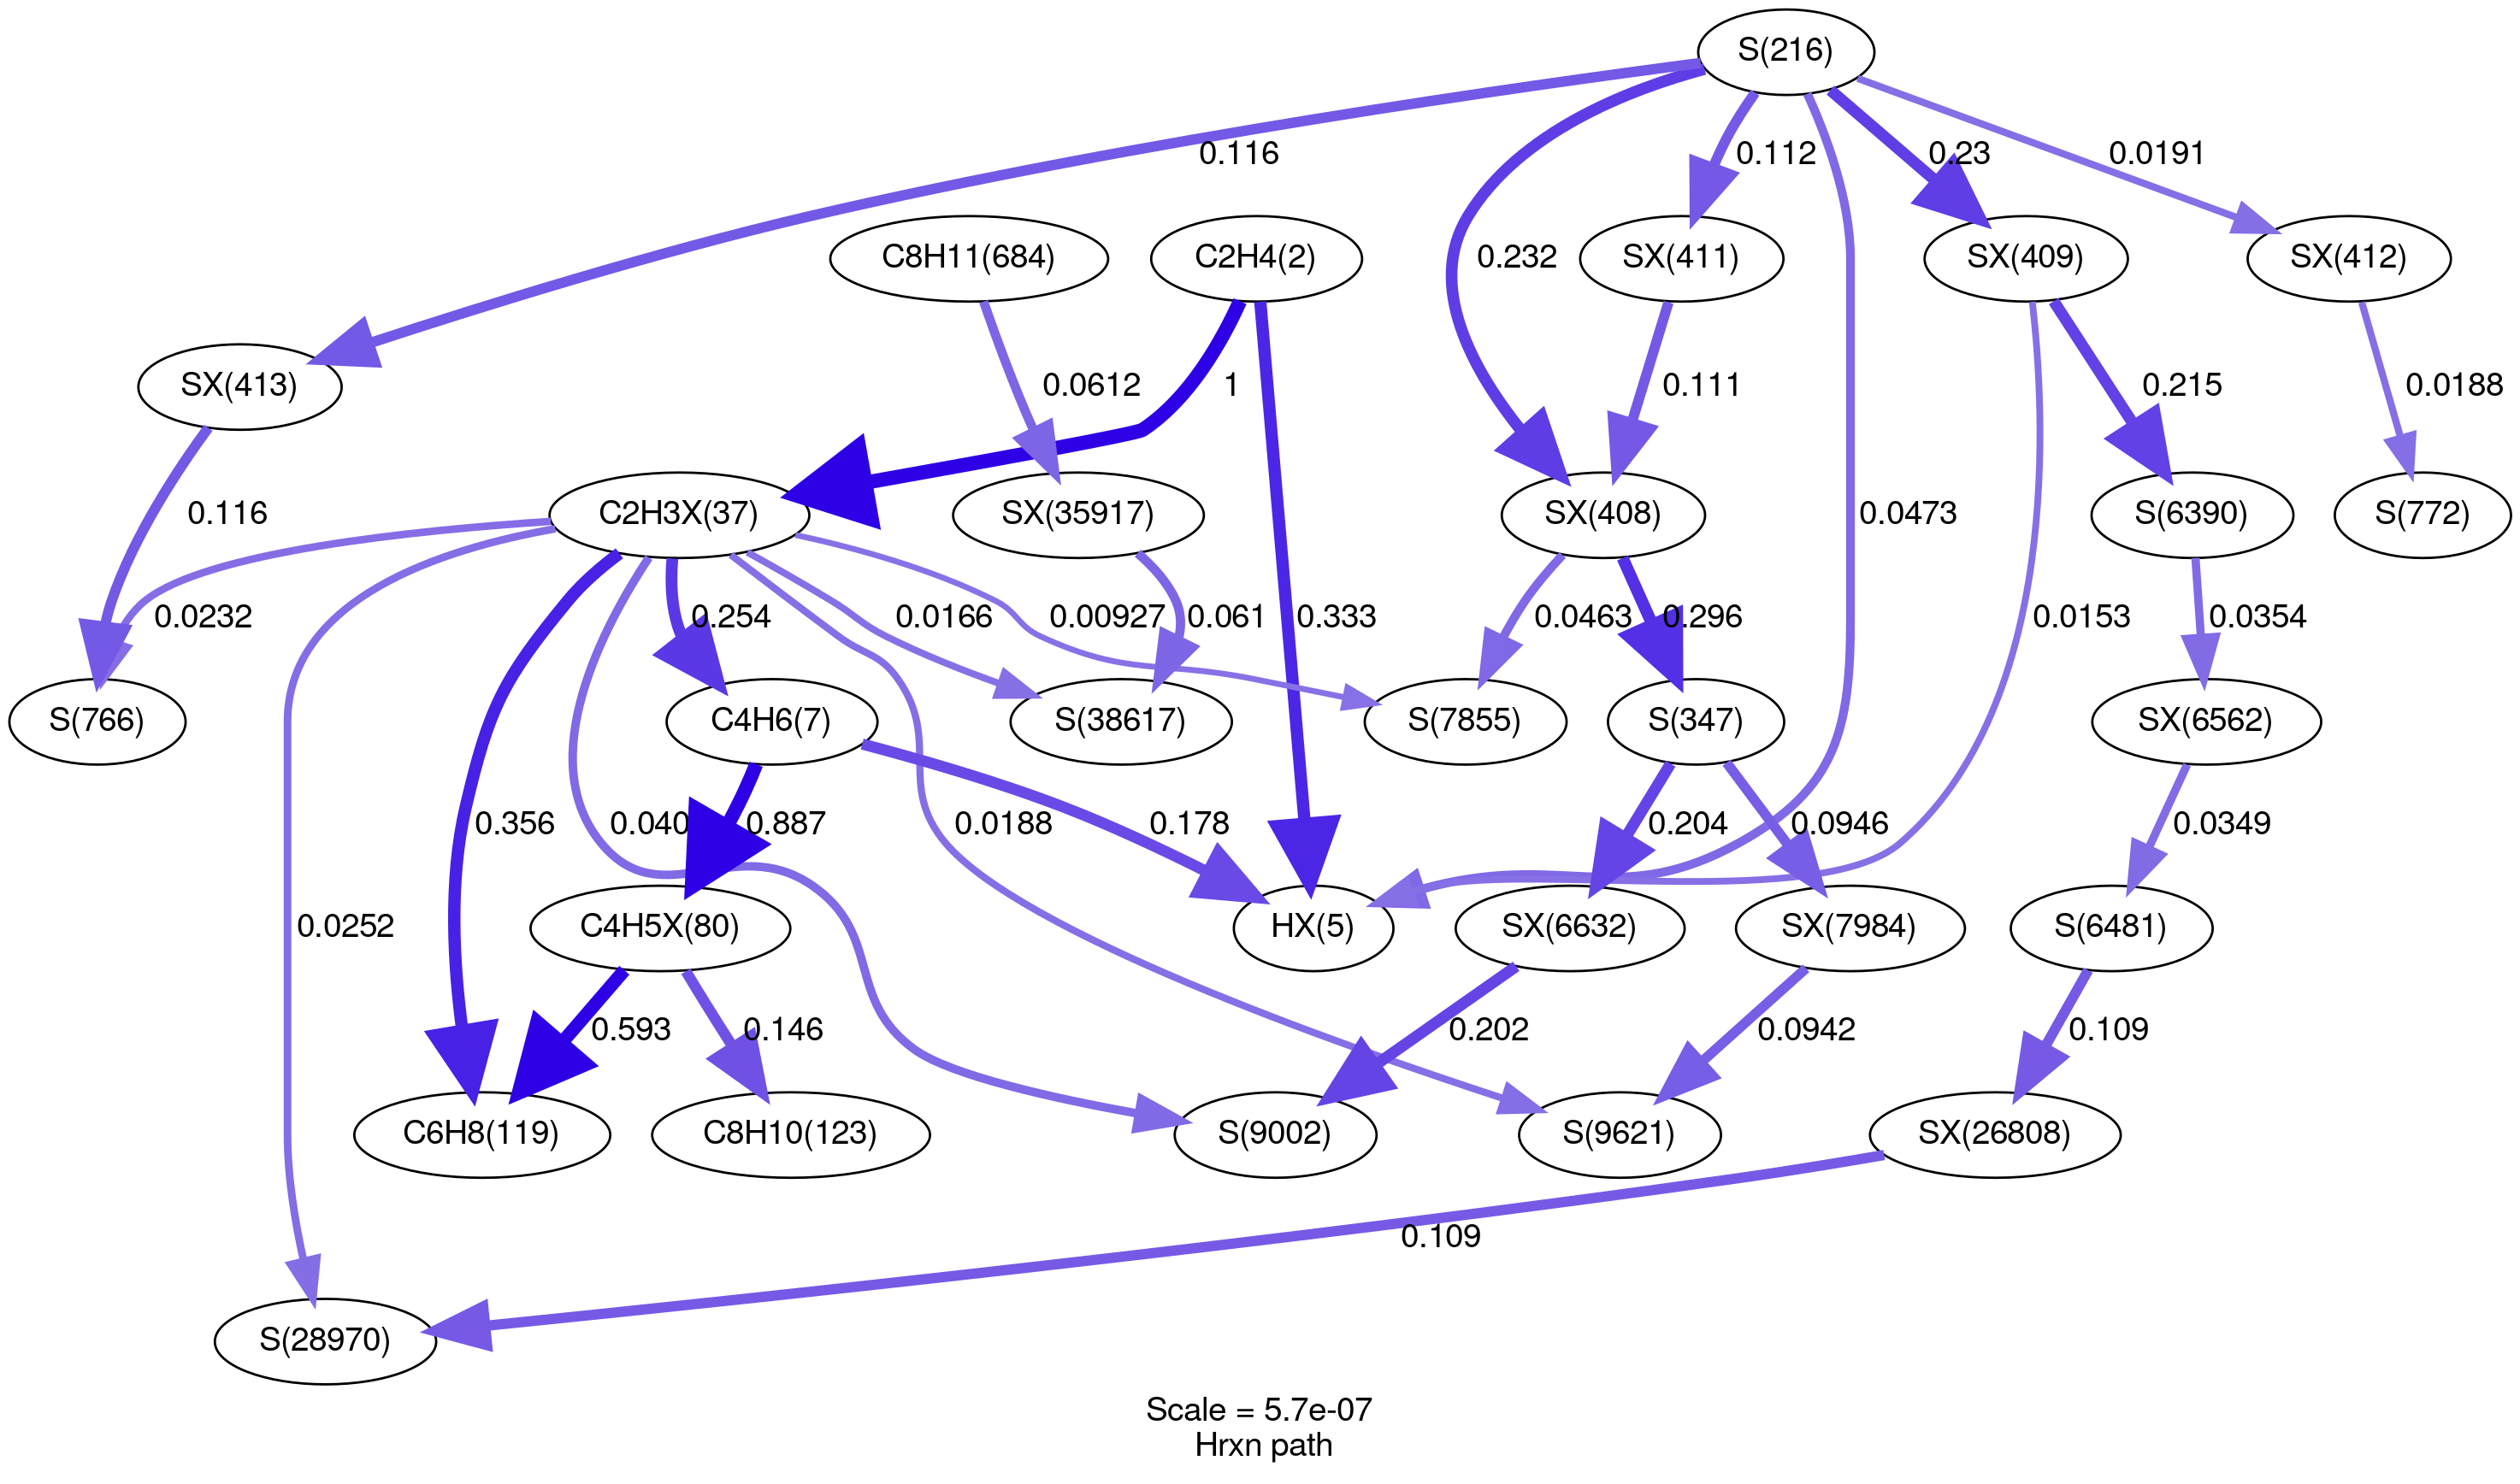 S(216)
0.116
0.112
0.23
0.0191
C8H11(684)
C2H4(2)
0.232
SX(411)
SX(409)
SX(412)
SX(413)
0.0612
1
0.111
0.215
0.0188
0.116
C2H3X(37)
SX(35917)
SX(408)
0.0473
S(6390)
S(772)
0.0232
0.254
0.0166
0.00927
0.061
0.333
0.0463
0.296
0.0153
0.0354
S(766)
C4H6(7)
S(38617)
S(7855)
S(347)
SX(6562)
0.356
0.040
0.887
0.0188
0.178
0.204
0.0946
0.0349
0.0252
C4H5X(80)
HX(5)
SX(6632)
SX(7984)
S(6481)
0.593
0.146
0.202
0.0942
0.109
C6H8(119)
C8H10(123)
S(9002)
S(9621)
SX(26808)
0.109
S(28970)
Scale = 5.7e-07
Hrxn path